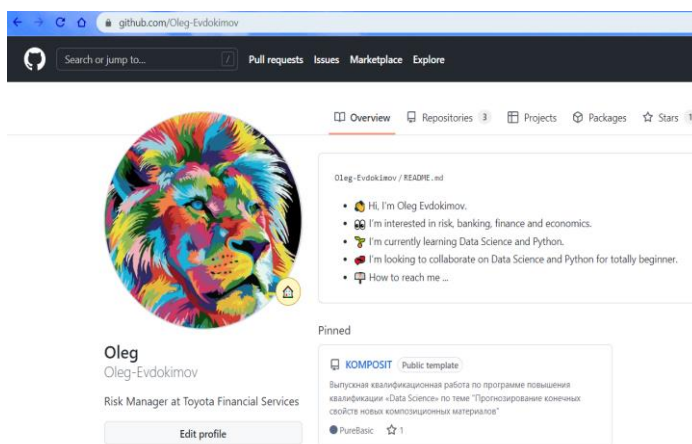 github.com/Oleg-Evdokimov
Search or jump to... / Pull requests Issues Marketplace Explore
Overview Repositories 3 Projects Packages Stars 1
Oleg-Evdokimov / README.md
Hi, I'm Oleg Evdokimov.
I'm interested in risk, banking, finance and economics.
I'm currently learning Data Science and Python.
I'm looking to collaborate on Data Science and Python for totally beginner.
How to reach me ...
Pinned
Oleg
Oleg-Evdokimov
Risk Manager at Toyota Financial Services
Edit profile
KOMPOSIT Public template
Выпускная квалификационная работа по программе повышения
квалификации «Data Science» по теме "Прогнозирование конечных
свойств новых композиционных материалов"
PureBasic 1